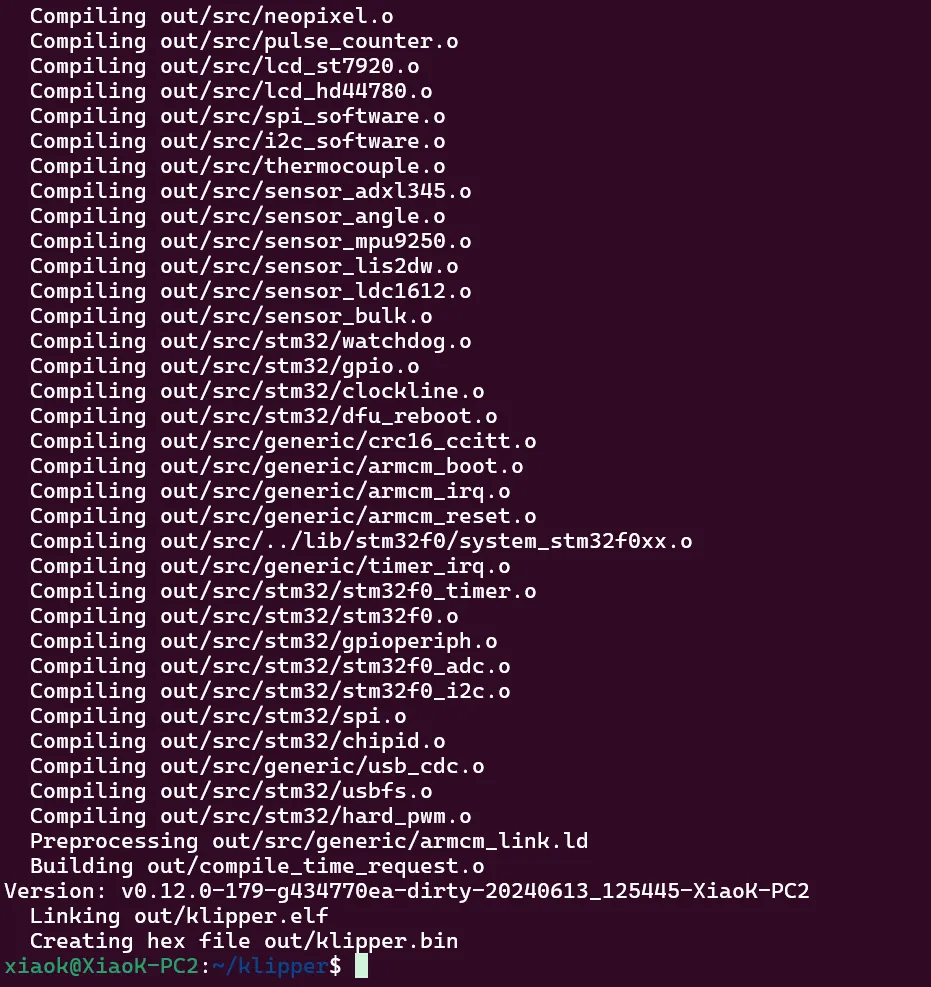 Compiling out/src/neopixel.o
Compiling out/src/pulse_counter.o
Compiling out/src/lcd_st7920.o
Compiling out/src/lcd_hd44780.o
Compiling out/src/spi_software.o
Compiling out/src/i2c_software.o
Compiling out/src/thermocouple.o
Compiling out/src/sensor_adxl345.o
Compiling out/src/sensor_angle.o
Compiling out/src/sensor_mpu9250.o
Compiling out/src/sensor_lis2dw.o
Compiling out/src/sensor_ldc1612.o
Compiling out/src/sensor_bulk.o
Compiling out/src/stm32/watchdog.o
Compiling out/src/stm32/gpio.o
Compiling out/src/stm32/clockline.o
Compiling out/src/stm32/dfu_reboot.o
Compiling out/src/generic/crc16_ccitt.o
Compiling out/src/generic/armcm_boot.o
Compiling out/src/generic/armcm_irq.o
Compiling out/src/generic/armcm_reset.o
Compiling out/src/../lib/stm32f0/system_stm32f0xx.o
Compiling out/src/generic/timer_irq.o
Compiling out/src/stm32/stm32f0_timer.o
Compiling out/src/stm32/stm32f0.o
Compiling out/src/stm32/gpioperiph.o
Compiling out/src/stm32/stm32f0_adc.o
Compiling out/src/stm32/stm32f0_i2c.o
Compiling out/src/stm32/spi.o
Compiling out/src/stm32/chipid.o
Compiling out/src/generic/usb_cdc.o
Compiling out/src/stm32/usbfs.o
Compiling out/src/stm32/hard_pwm.o
Preprocessing out/src/generic/armcm_link.ld
Building out/compile_time_request.o
Version: v0.12.0-179-g434770ea-dirty-20240613_125445-XiaoK-PC2
Linking out/klipper.elf
Creating hex file out/klipper.bin
xiaok@XiaoK-PC2:~/klipper$